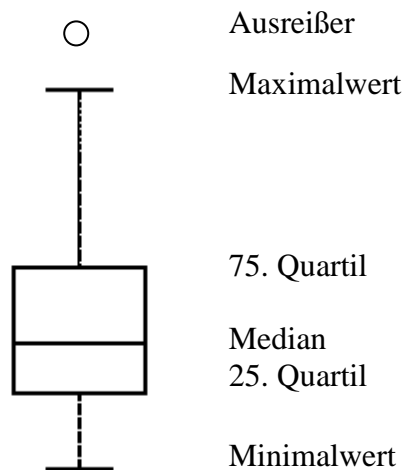 Ausreißer
Maximalwert
75. Quartil
Median
25. Quartil
Minimalwert